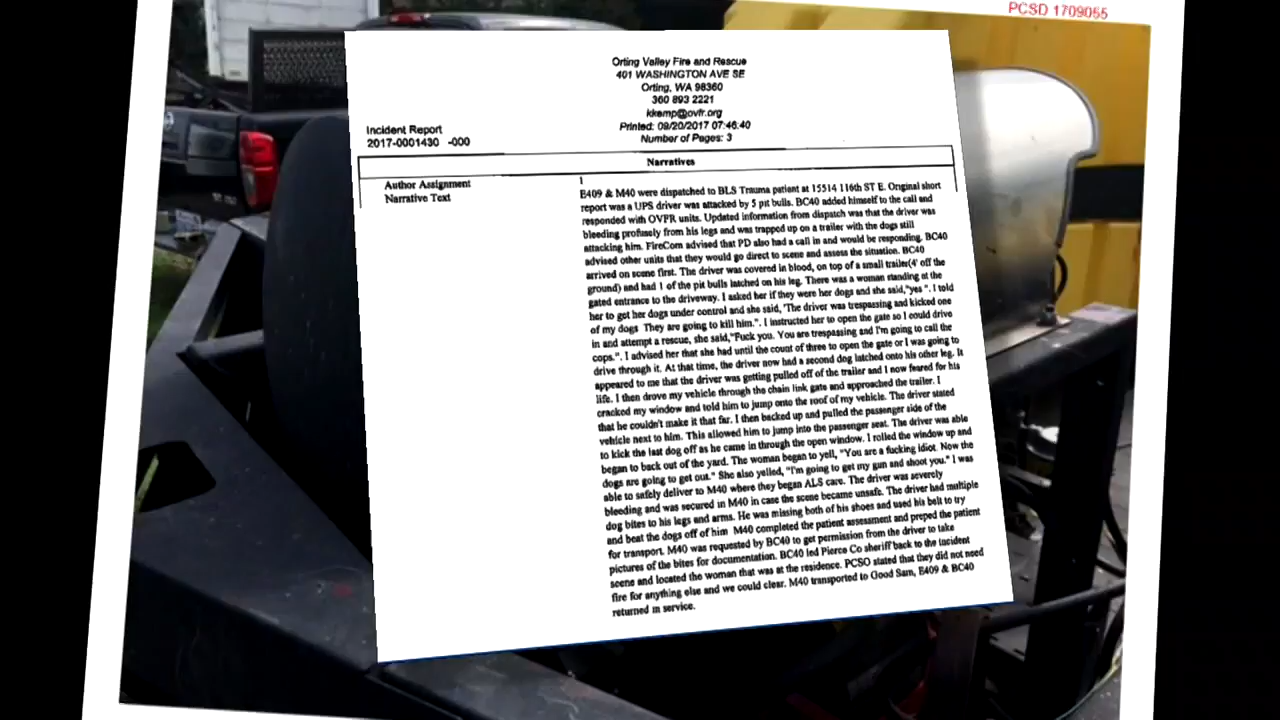 PCSD 1709055
Orting Valley Fire and Rescue
401 WASHINGTON AVE SE
Orting, WA 98360
360 893 2221
kkemp@ovfr.org
Printed: 09/20/2017 07:46:40
Number of Pages: 3
Incident Report
2017-0001430 -000
Narratives
Author Assignment
1
Narrative Text
E409 & M40 were dispatched to BLS Trauma patient at 15514 116th ST E. Original short
report was a UPS driver was attacked by 5 pit bulls. BC40 added himself to the call and
responded with OVFR units. Updated information from dispatch was that the driver was
bleeding profusely from his legs and was trapped up on a trailer with the dogs still
attacking him. FireCom advised that PD also had a call in and would be responding. BC40
advised other units that they would go direct to scene and assess the situation. BC40
arrived on scene first. The driver was covered in blood, on top of a small trailer(4' off the
ground) and had 1 of the pit bulls latched on his leg. There was a woman standing at the
gated entrance to the driveway. I asked her if they were her dogs and she said,"yes ". I told
her to get her dogs under control and she said, 'The driver was trespassing and kicked one
of my dogs They are going to kill him.". I instructed her to open the gate so I could drive
in and attempt a rescue, she said,"Fuck you. You are trespassing and I'm going to call the
cops.". I advised her that she had until the count of three to open the gate or I was going to
drive through it. At that time, the driver now had a second dog latched onto his other leg. It
appeared to me that the driver was getting pulled off of the trailer and I now feared for his
life. I then drove my vehicle through the chain link gate and approached the trailer. I
cracked my window and told him to jump onto the roof of my vehicle. The driver stated
that he couldn't make it that far. I then backed up and pulled the passenger side of the
vehicle next to him. This allowed him to jump into the passenger seat. The driver was able
to kick the last dog off as he came in through the open window. I rolled the window up and
began to back out of the yard. The woman began to yell, "You are a fucking idiot. Now the
dogs are going to get out." She also yelled, "I'm going to get my gun and shoot you." I was
able to safely deliver to M40 where they began ALS care. The driver was severely
bleeding and was secured in M40 in case the scene became unsafe. The driver had multiple
dog bites to his legs and arms. He was missing both of his shoes and used his belt to try
and beat the dogs off of him M40 completed the patient assessment and preped the patient
for transport. M40 was requested by BC40 to get permission from the driver to take
pictures of the bites for documentation. BC40 led Pierce Co sheriff back to the incident
scene and located the woman that was at the residence. PCSO stated that they did not need
fire for anything else and we could clear. M40 transported to Good Sam, E409 & BC40
returned in service.